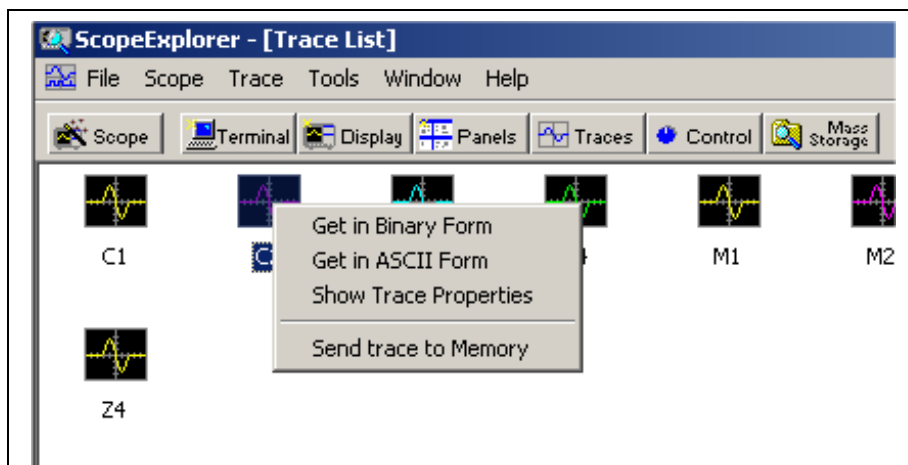 ScopeExplorer - [Trace List]
File Scope Trace Tools Window Help
Scope Terminal Display Panels Traces Control Mass Storage
C1 M1 M2
Get in Binary Form
Get in ASCII Form
Show Trace Properties
Send trace to Memory
Z4